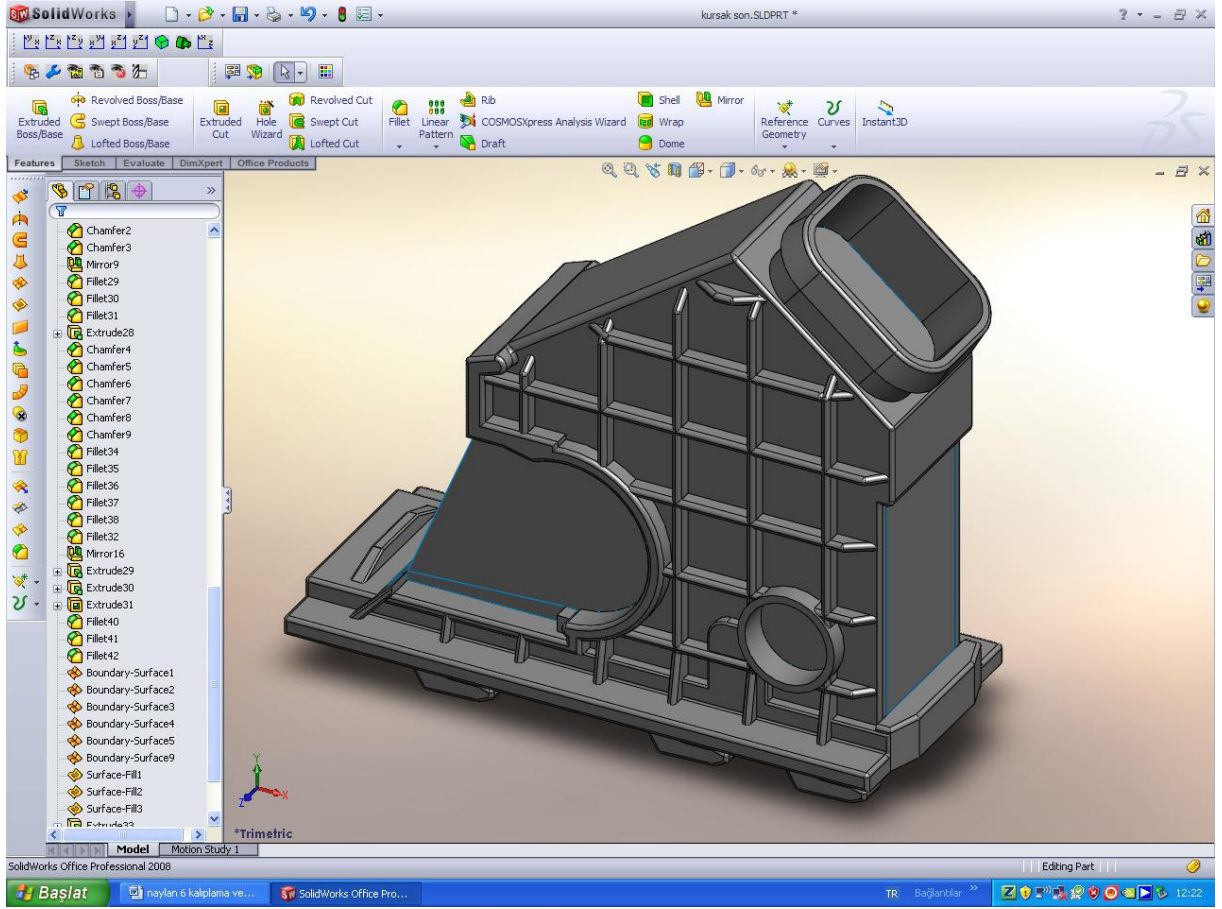 SolidWorks
kursak son.SLDPRT *
Extruded Boss/Base
Revolved Boss/Base
Swept Boss/Base
Lofted Boss/Base
Extruded Cut
Hole Wizard
Revolved Cut
Swept Cut
Lofted Cut
Fillet
Linear Pattern
Rib
COSMOSXpress Analysis Wizard
Draft
Shell
Wrap
Dome
Mirror
Reference Geometry
Curves
Instant3D
Features Sketch Evaluate DimXpert Office Products
Chamfer2
Chamfer3
Mirror9
Fillet29
Fillet30
Fillet31
Extrude28
Chamfer4
Chamfer5
Chamfer6
Chamfer7
Chamfer8
Chamfer9
Fillet34
Fillet35
Fillet36
Fillet37
Fillet38
Fillet32
Mirror16
Extrude29
Extrude30
Extrude31
Fillet40
Fillet41
Fillet42
Boundary-Surface1
Boundary-Surface2
Boundary-Surface3
Boundary-Surface4
Boundary-Surface5
Boundary-Surface9
Surface-Fill1
Surface-Fill2
Surface-Fill3
Extrude33
Y
X
Z
*Trimetric
Model Motion Study 1
SolidWorks Office Professional 2008 Editing Part
Başlat naylan 6 kalıplama ve... SolidWorks Office Pro... TR Bağlantılar » 12:22